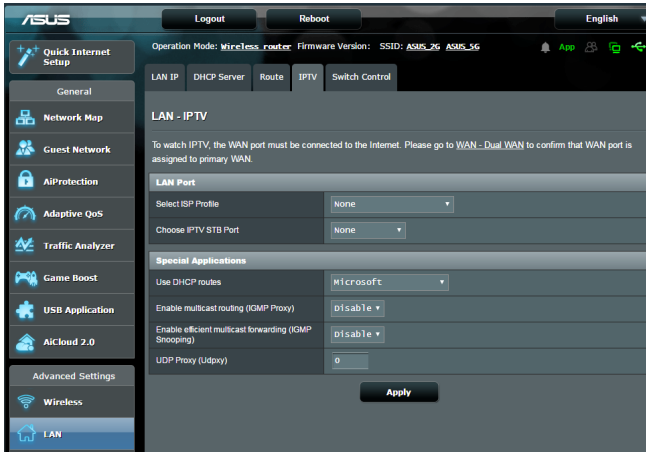 ASUS
Logout
Reboot
English
Quick Internet
Setup
Operation Mode: Wireless router Firmware Version: SSID: ASUS_2G ASUS_5G
App
General
Network Map
Guest Network
AiProtection
Adaptive QoS
Traffic Analyzer
Game Boost
USB Application
AiCloud 2.0
Advanced Settings
Wireless
LAN
LAN IP
DHCP Server
Route
IPTV
Switch Control
LAN - IPTV
To watch IPTV, the WAN port must be connected to the Internet. Please go to WAN - Dual WAN to confirm that WAN port is
assigned to primary WAN.
LAN Port
Select ISP Profile
None
Choose IPTV STB Port
None
Special Applications
Use DHCP routes
Microsoft
Enable multicast routing (IGMP Proxy)
Disable
Enable efficient multicast forwarding (IGMP
Snooping)
Disable
UDP Proxy (Udpxy)
0
Apply